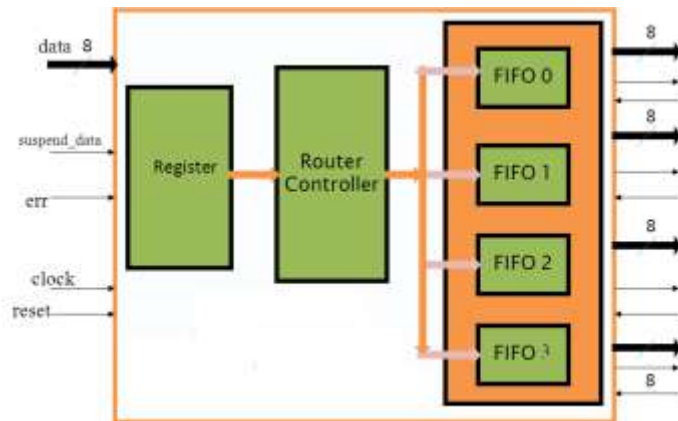 data 8
suspend_data
err
clock
reset
Register
Router
Controller
FIFO 0
FIFO 1
FIFO 2
FIFO 3
8
8
8
8
8